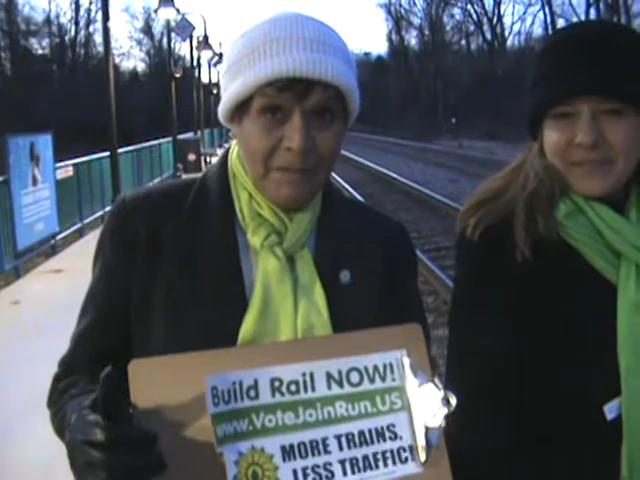 Build Rail NOW!
www.VoteJoinRun.US
MORE TRAINS,
LESS TRAFFIC!